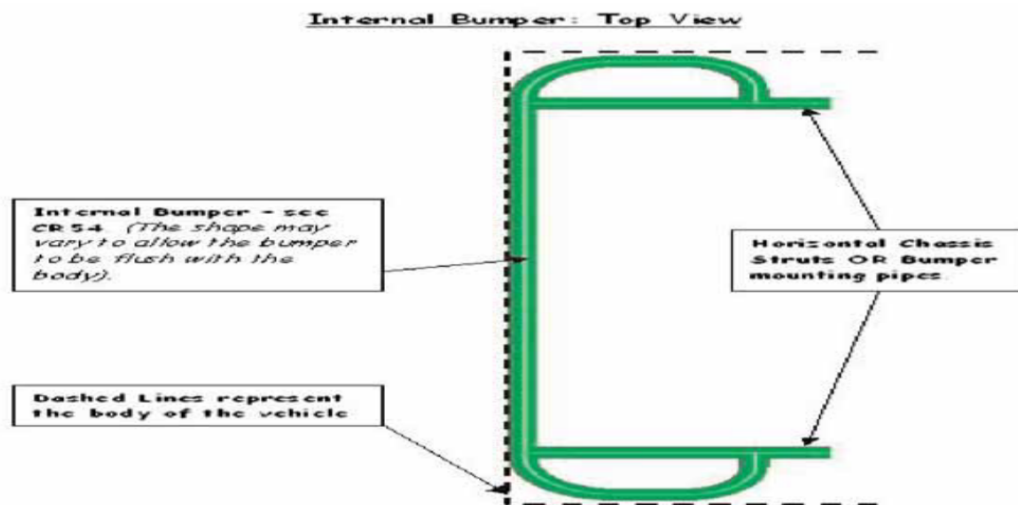 Internal Bumper: Top View
Internal Bumper - see
CR54 (The shape may
vary to allow the bumper
to be flush with the
body).
Horizontal Chassis
Struts OR Bumper
mounting pipes
Dashed Lines represent
the body of the vehicle